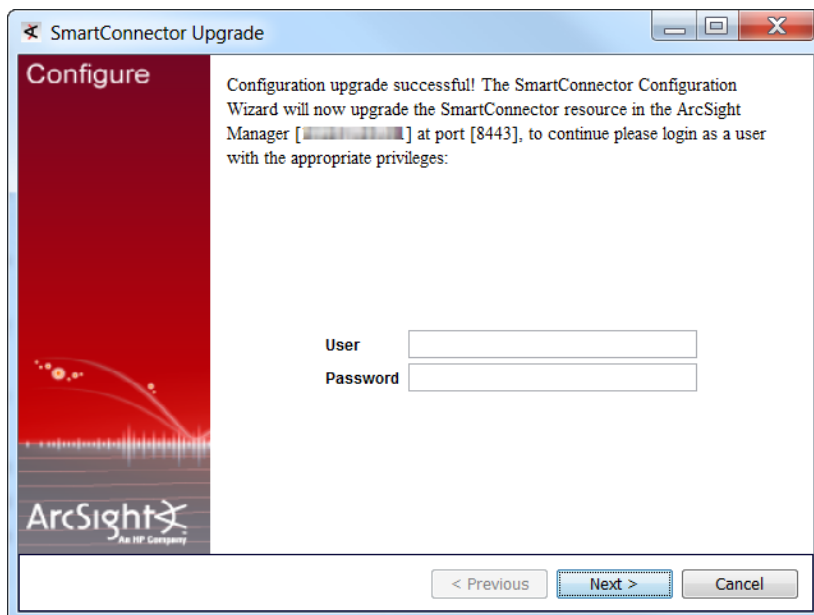 SmartConnector Upgrade
Configure
Configuration upgrade successful! The SmartConnector Configuration
Wizard will now upgrade the SmartConnector resource in the ArcSight
Manager [ ] at port [8443], to continue please login as a user
with the appropriate privileges:
User
Password
ArcSight
An HP Company
< Previous
Next >
Cancel